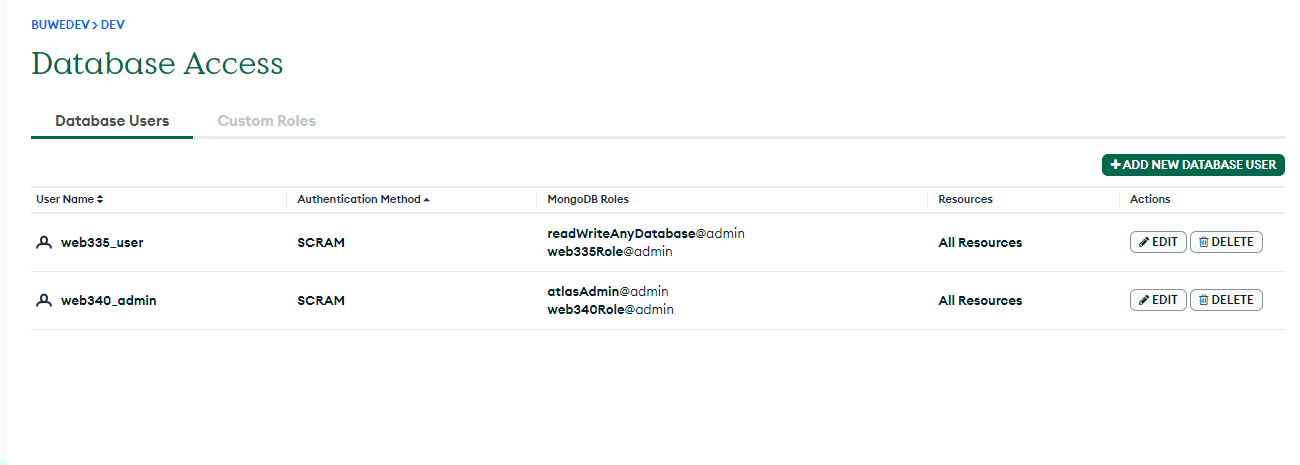 BUWEDEV > DEV
Database Access
Database Users Custom Roles
+ ADD NEW DATABASE USER
User Name Authentication Method MongoDB Roles Resources Actions
web335_user SCRAM readWriteAnyDatabase@admin All Resources EDIT DELETE
web335Role@admin
web340_admin SCRAM atlasAdmin@admin All Resources EDIT DELETE
web340Role@admin